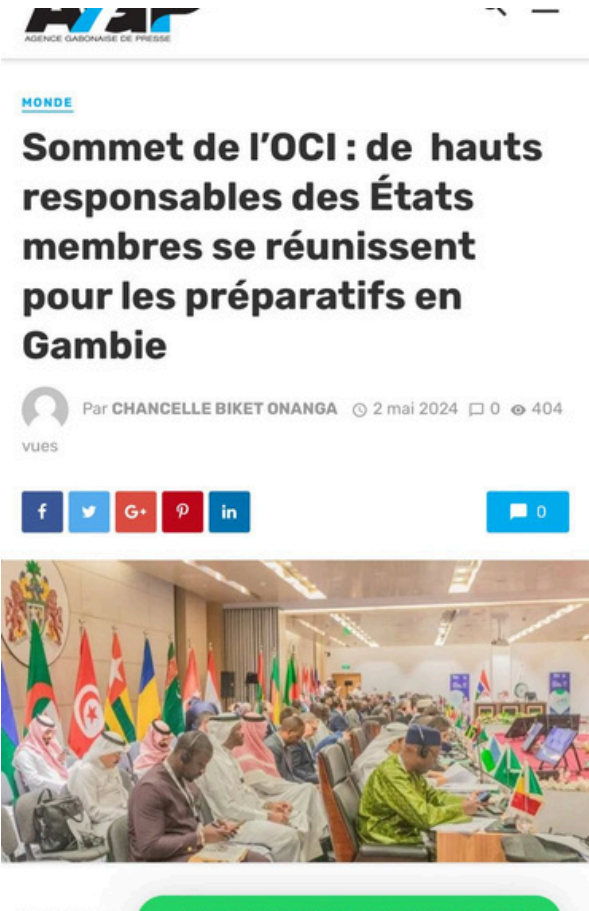 AGENCE GABONAISE DE PRESSE
MONDE
Sommet de l'OCI : de hauts
responsables des États
membres se réunissent
pour les préparatifs en
Gambie
Par CHANCELLE BIKET ONANGA 2 mai 2024 0 404
vues
f G+ in 0